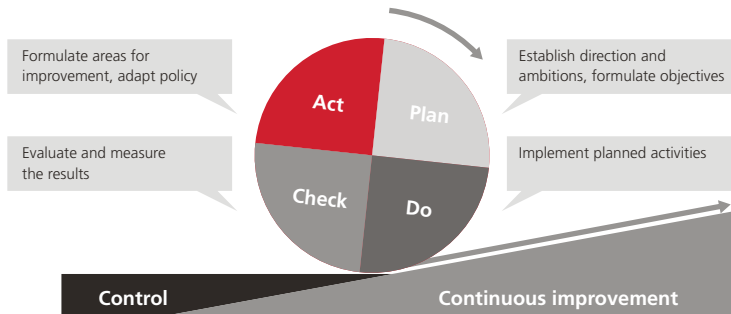 Formulate areas for
improvement, adapt policy
Establish direction and
ambitions, formulate objectives
Act
Plan
Evaluate and measure
the results
Implement planned activities
Check
Do
Control
Continuous improvement